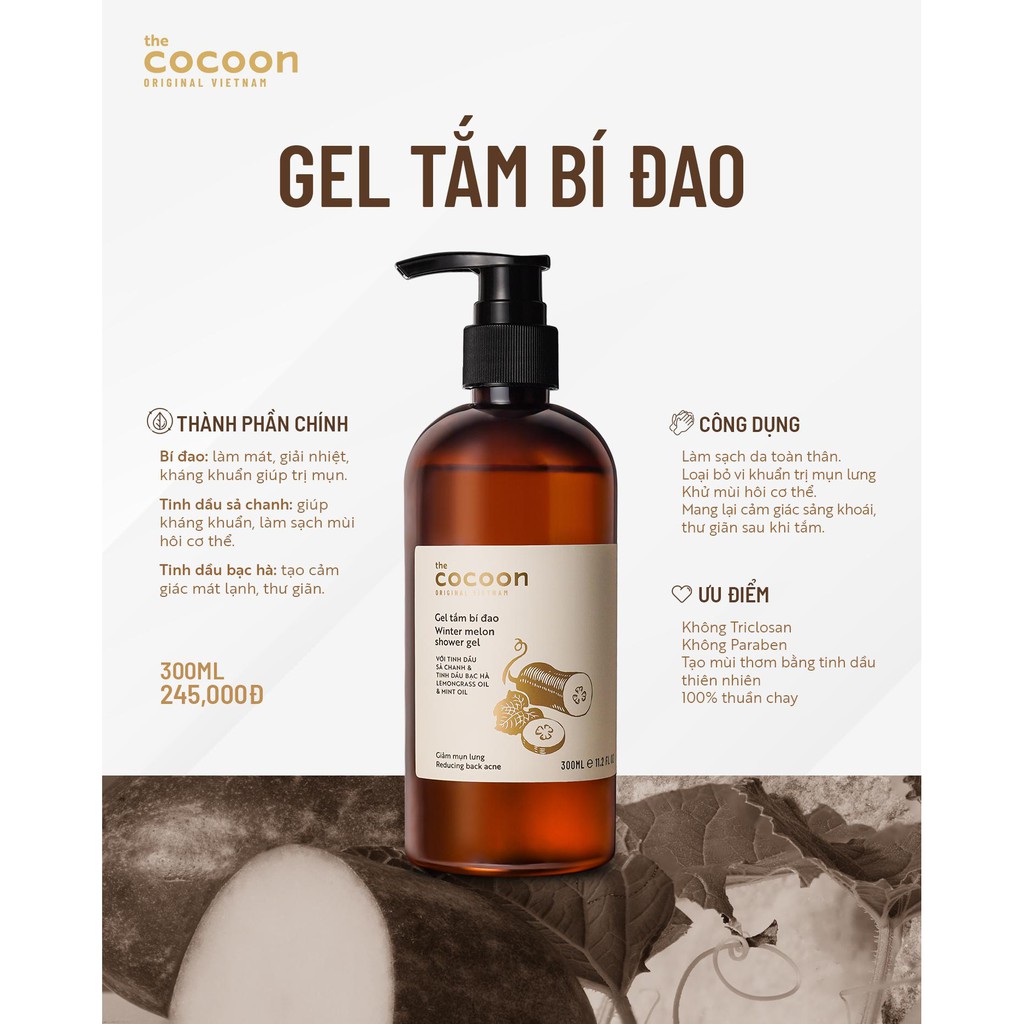 the
cocoon
ORIGINAL VIETNAM
GEL TẮM BÍ ĐAO
THÀNH PHẦN CHÍNH
Bí đao: làm mát, giải nhiệt,
kháng khuẩn giúp trị mụn.
Tinh dầu sả chanh: giúp
kháng khuẩn, làm sạch mùi
hôi cơ thể.
Tinh dầu bạc hà: tạo cảm
giác mát lạnh, thư giãn.
300ML
245,000Đ
the
cocoon
ORIGINAL VIETNAM
Gel tắm bí đao
Winter melon
shower gel
VỚI TINH DẦU
SẢ CHANH &
TINH DẦU BẠC HÀ
LEMONGRASS OIL
& MINT OIL
Giảm mụn lưng
Reducing back acne
300ML ℮ 11.2 FL
CÔNG DỤNG
Làm sạch da toàn thân.
Loại bỏ vi khuẩn trị mụn lưng
Khử mùi hôi cơ thể.
Mang lại cảm giác sảng khoái,
thư giãn sau khi tắm.
ƯU ĐIỂM
Không Triclosan
Không Paraben
Tạo mùi thơm bằng tinh dầu
thiên nhiên
100% thuần chay